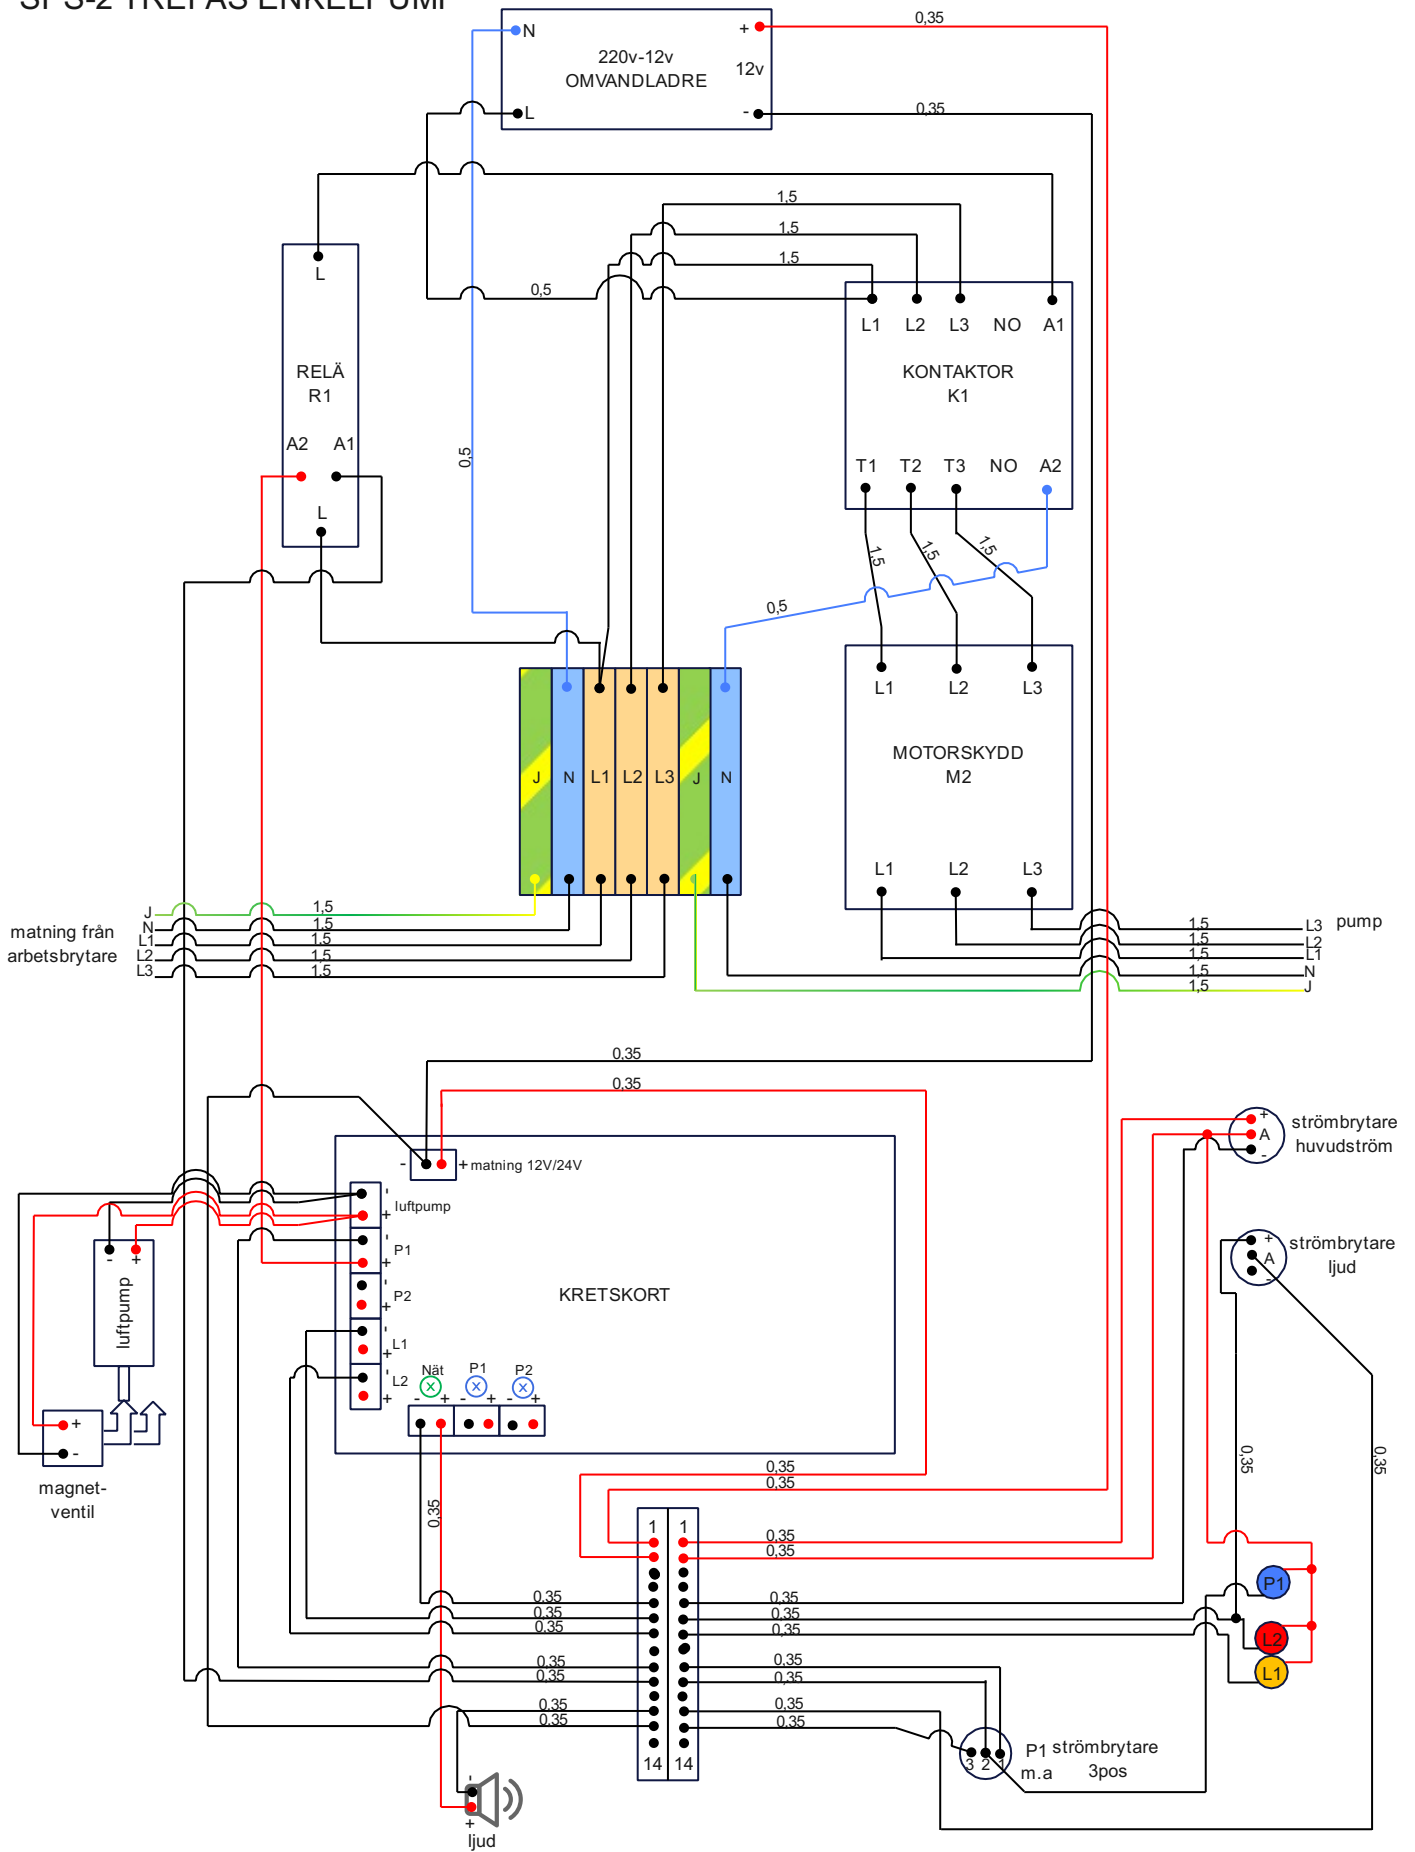 SPS-2 TREFAS ENKELPUMP
0,35
N
+
220v-12v
12v
OMVANDLADRE
L
-
0,35
1,5
1,5
1,5
0,5
L
L1 L2 L3 NO A1
RELÄ
R1
KONTAKTOR
K1
A2 A1
0,5
T1 T2 T3 NO A2
L
1,5
1,5
1,5
0,5
L1 L2 L3
MOTORSKYDD
M2
J N L1 L2 L3 J N
L1 L2 L3
J 1,5
N 1,5
L1 1,5
L2 1,5
L3 1,5
matning från
arbetsbrytare
1,5 L3
1,5 L2
1,5 L1
1,5 N
1,5 J
pump
0,35
0,35
+
A
-
strömbrytare
huvudström
- + matning 12V/24V
-
+
luftpump
-
+
P1
-
+
P2
-
+
L1
-
+
L2
KRETSKORT
+
A
-
strömbrytare
ljud
- +
luftpump
Nät P1 P2
- + - + - +
+
-
magnet-
ventil
0,35
0,35
0,35
0,35
0,35
1 1
0,35
0,35
P1
L2
L1
0,35
0,35
0,35
0,35
0,35
0,35
0,35
0,35
0,35
0,35
0,35
0,35
0,35
0,35
14 14
3 2 1
P1 strömbrytare
m.a 3pos
-
+
ljud